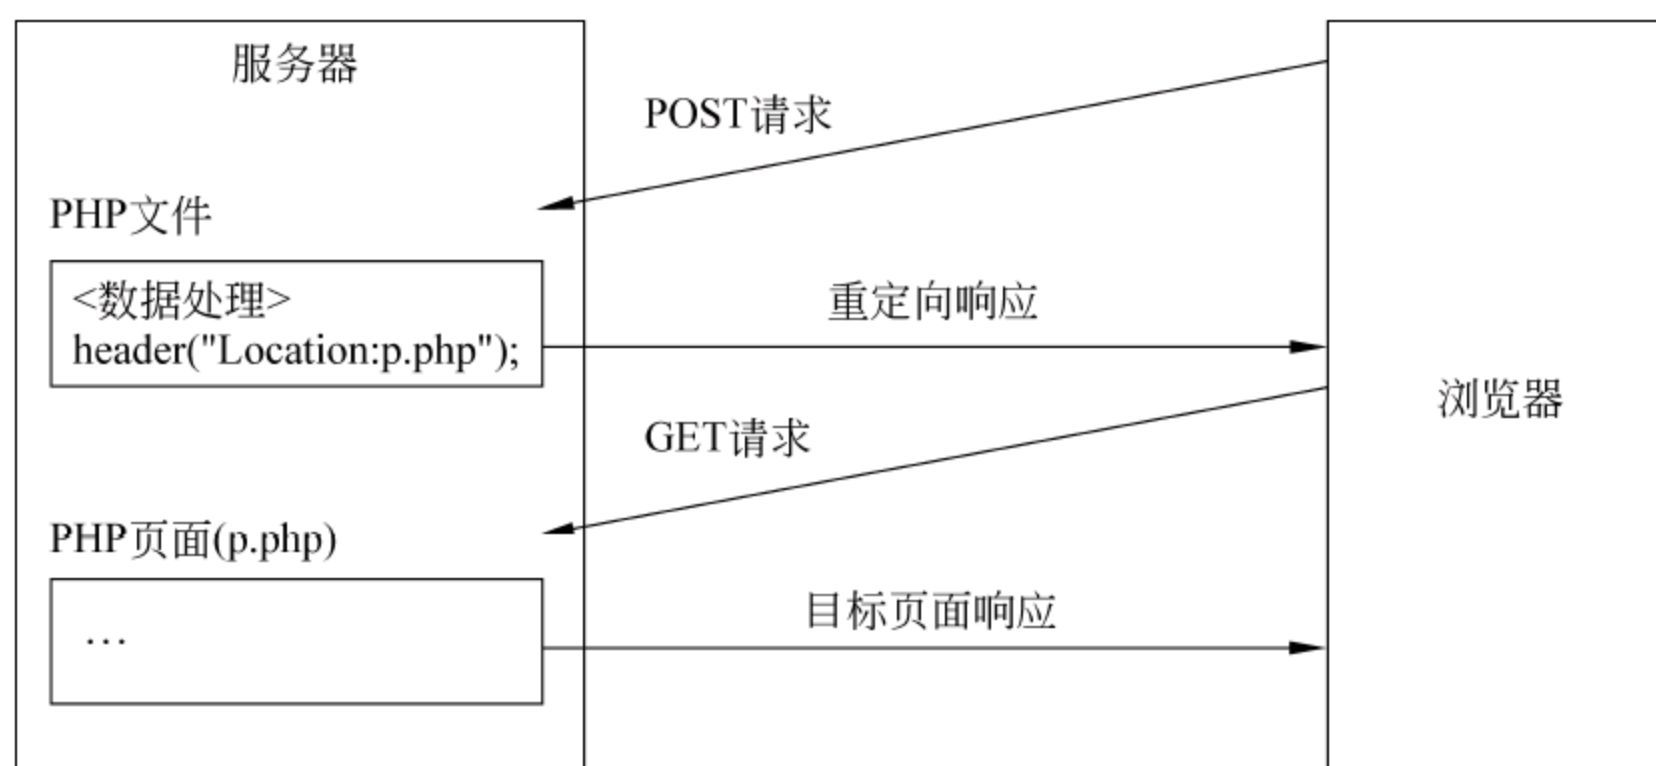 服务器
POST请求
PHP文件
<数据处理>
header("Location:p.php");
重定向响应
浏览器
GET请求
PHP页面(p.php)
…
目标页面响应